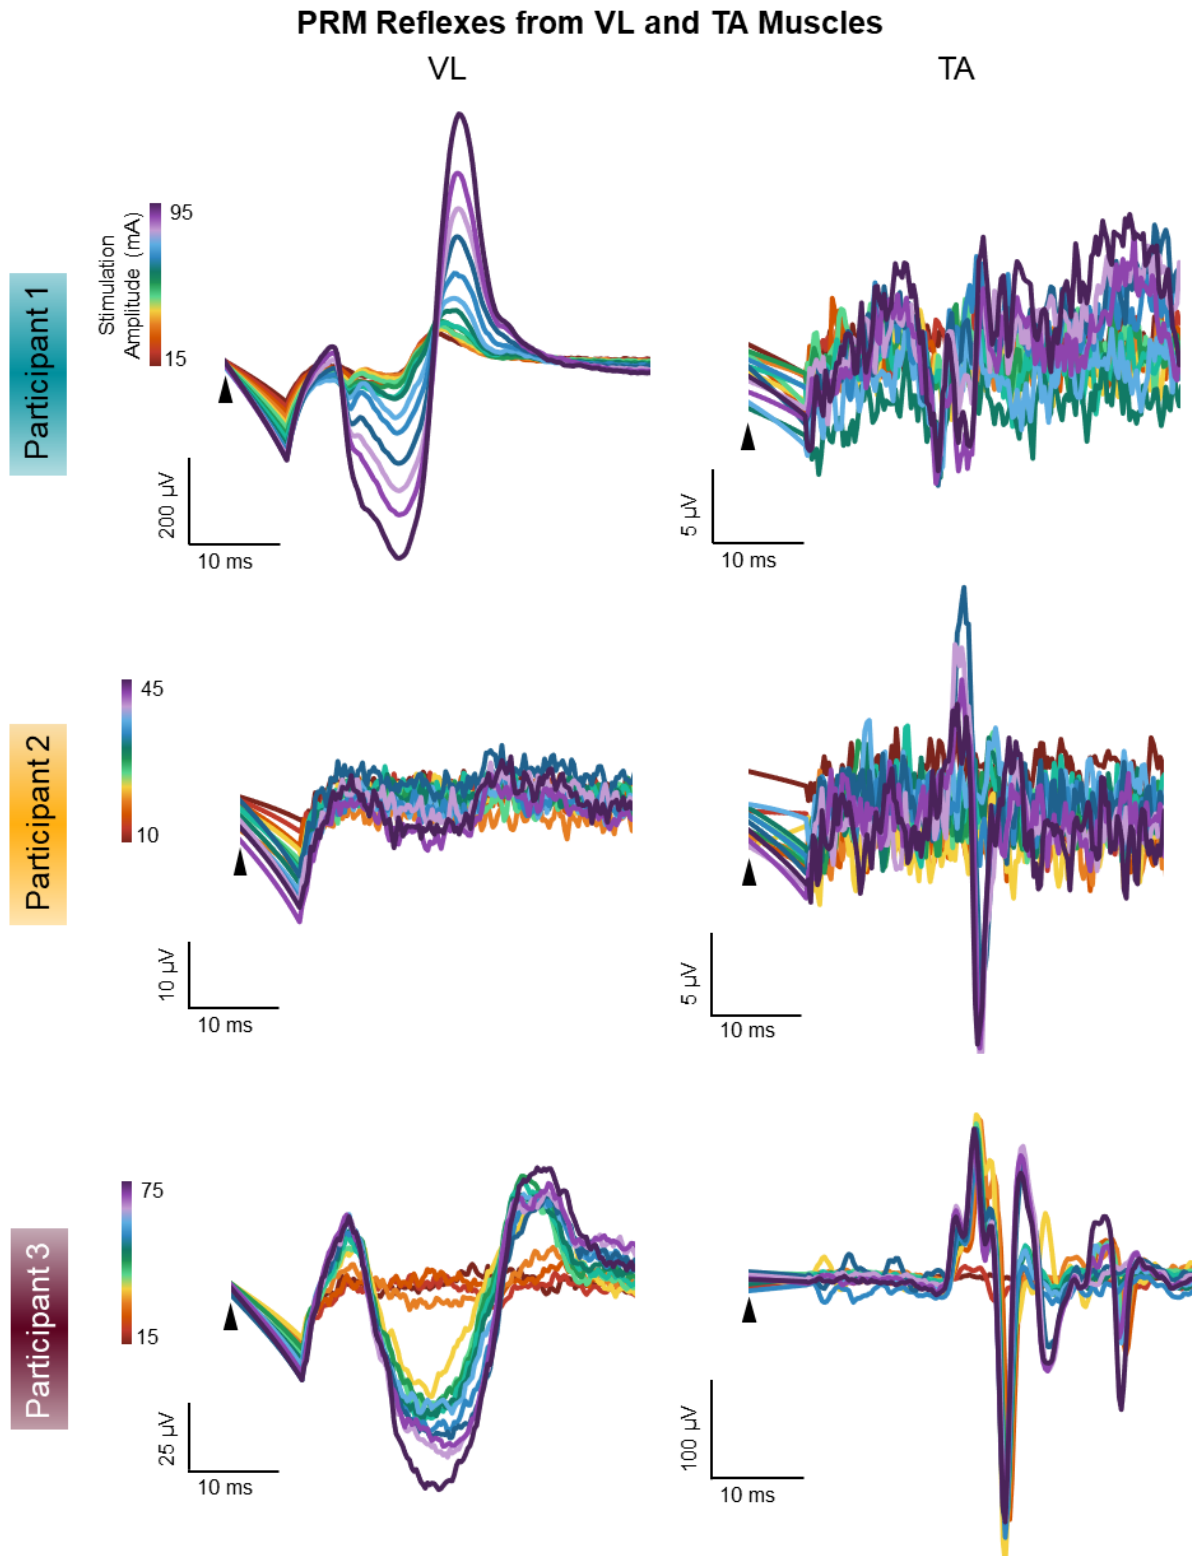 PRM Reflexes from VL and TA Muscles
VL
TA
Participant 1
Stimulation
Amplitude (mA)
95
15
200 µV
10 ms
5 µV
10 ms
Participant 2
45
10
10 µV
10 ms
5 µV
10 ms
Participant 3
75
15
25 µV
10 ms
100 µV
10 ms